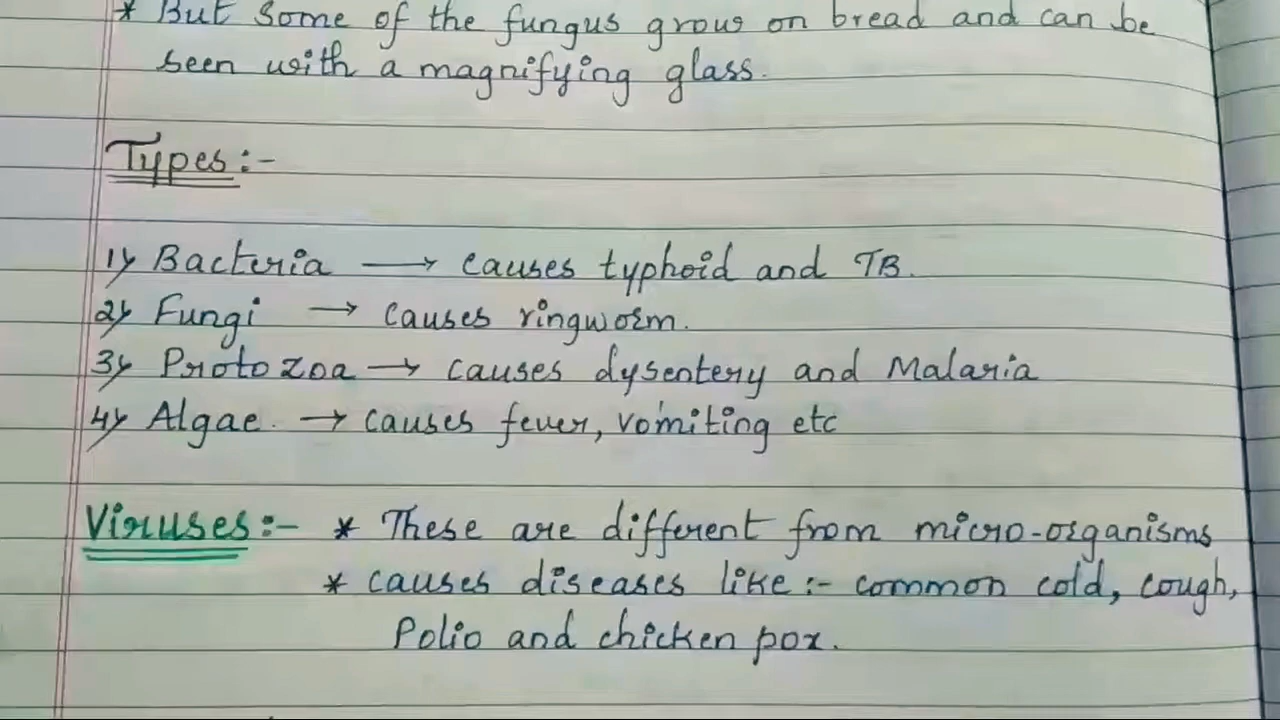 * But some of the fungus grow on bread and can be
seen with a magnifying glass.
Types:-
1) Bacteria → causes typhoid and TB.
2) Fungi → causes ringworm.
3) Protozoa → causes dysentery and Malaria
4) Algae. → causes fever, vomiting etc
Viruses:- * These are different from micro-organisms
* causes diseases like:- common cold, cough,
Polio and chicken pox.